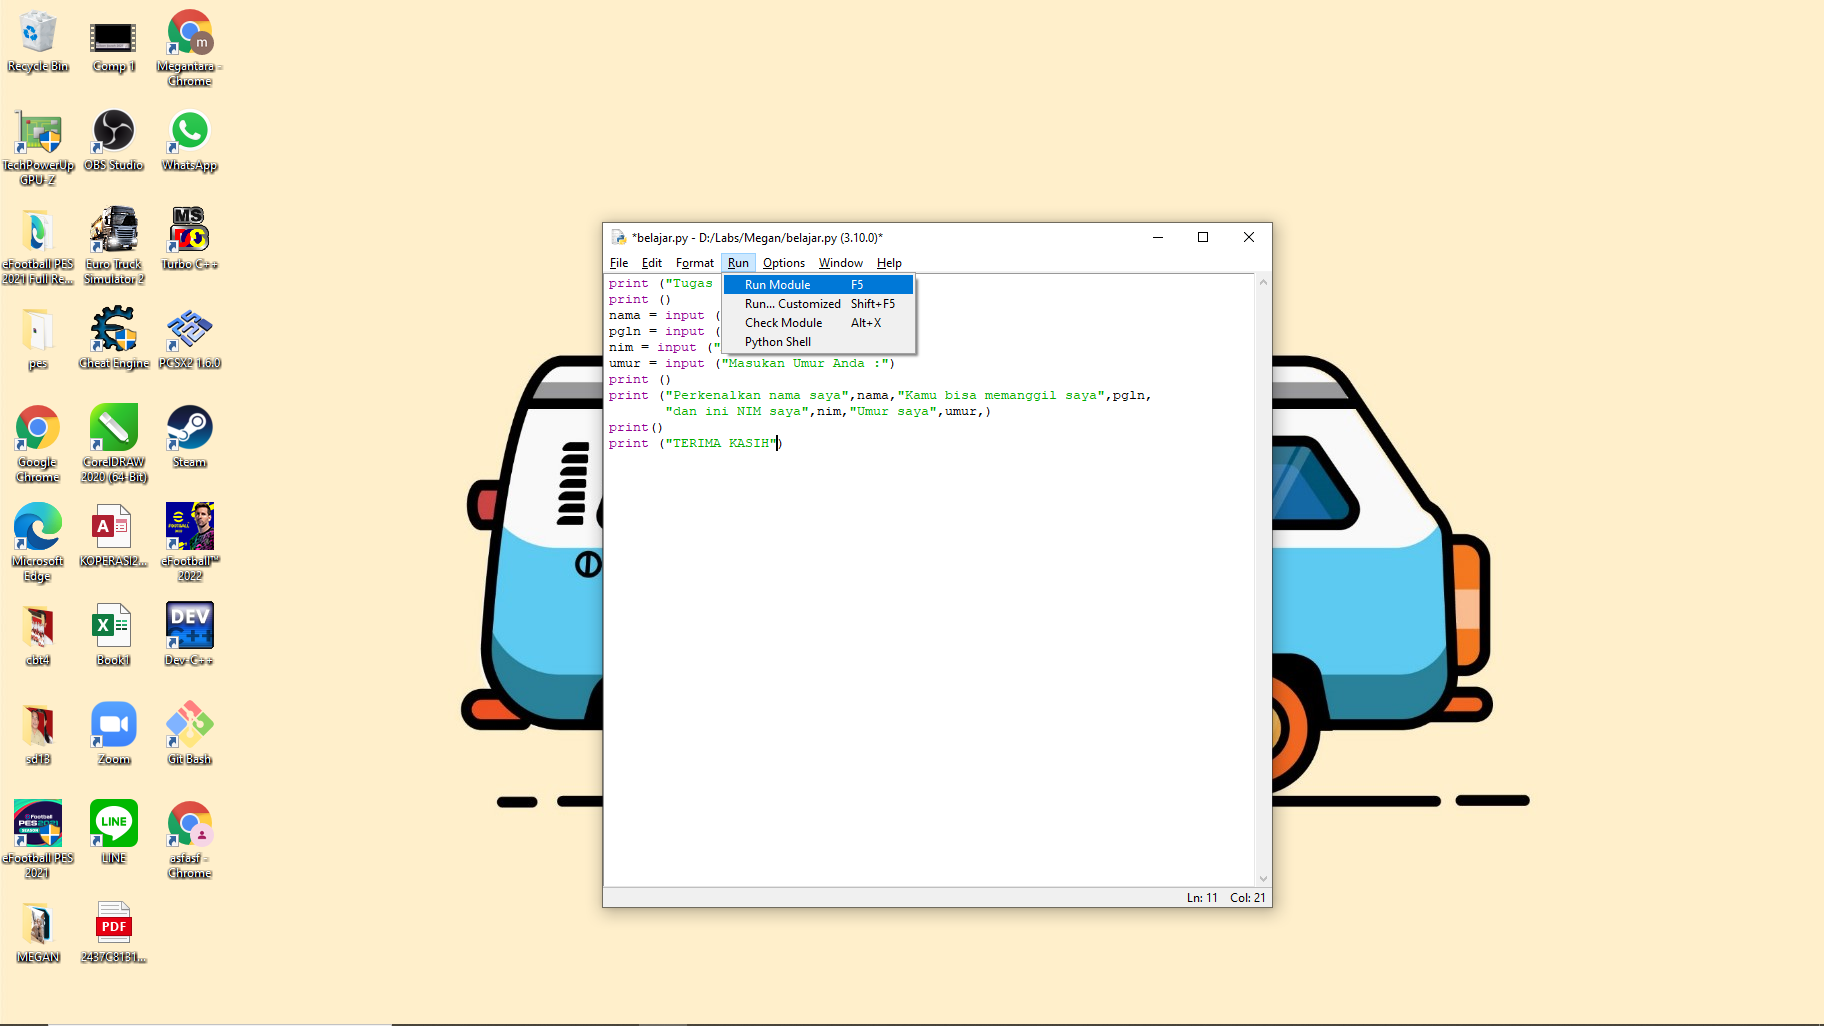 Recycle Bin
Comp 1
Megantara - Chrome
m
TechPowerUp GPU-Z
OBS Studio
WhatsApp
eFootball PES 2021 Full Re...
Euro Truck Simulator 2
MS
Turbo C++
pes
Cheat Engine
PCSX2 1.6.0
Google Chrome
CorelDRAW 2020 (64-Bit)
Steam
Microsoft Edge
A
KOPERASI2...
eFootball™ 2022
cbt4
X
Book1
DEV
C++
Dev-C++
sd13
Zoom
Git Bash
eFootball PES 2021
LINE
LINE
asfasf - Chrome
MEGAN
PDF
2437C8131...
*belajar.py - D:/Labs/Megan/belajar.py (3.10.0)*
File Edit Format Run Options Window Help
Run Module F5
Run... Customized Shift+F5
Check Module Alt+X
Python Shell
print ("Tugas
print ()
nama = input (
pgln = input (
nim = input ("
umur = input ("Masukan Umur Anda :")
print ()
print ("Perkenalkan nama saya",nama,"Kamu bisa memanggil saya",pgln,
"dan ini NIM saya",nim,"Umur saya",umur,)
print()
print ("TERIMA KASIH")
Ln: 11 Col: 21